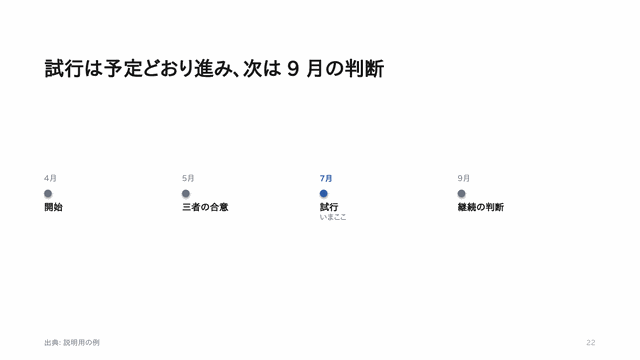 試行は予定どおり進み、次は 9 月の判断
4月
5月
7月
9月
開始
三者の合意
試行
継続の判断
いまここ
出典: 説明用の例
22